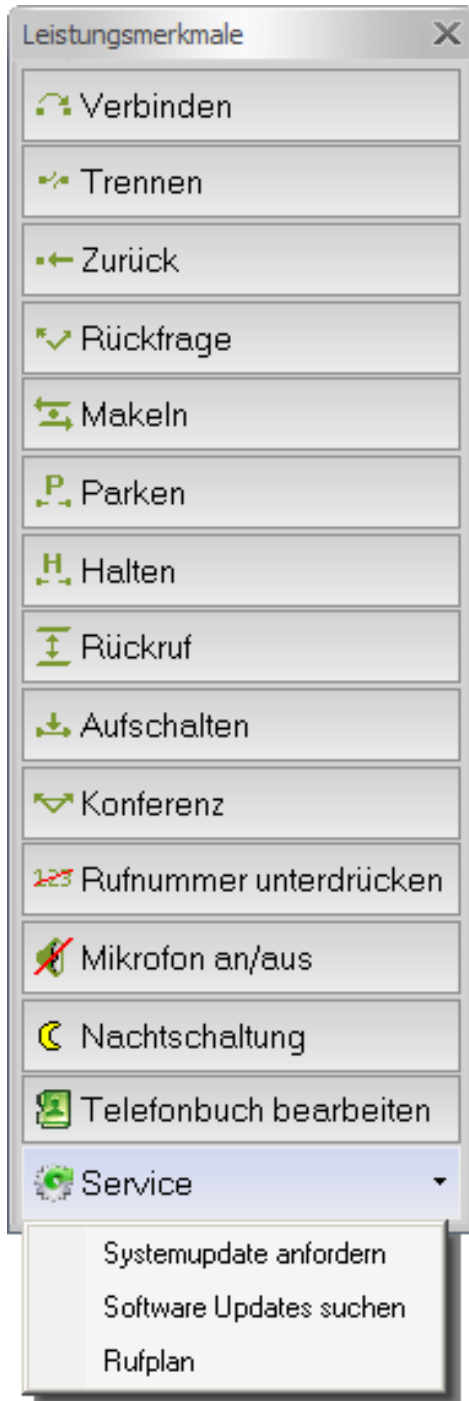 Leistungsmerkmale
Verbinden
Trennen
Zurück
Rückfrage
Makeln
P Parken
H Halten
Rückruf
Aufschalten
Konferenz
123 Rufnummer unterdrücken
Mikrofon an/aus
Nachtschaltung
Telefonbuch bearbeiten
Service
Systemupdate anfordern
Software Updates suchen
Rufplan